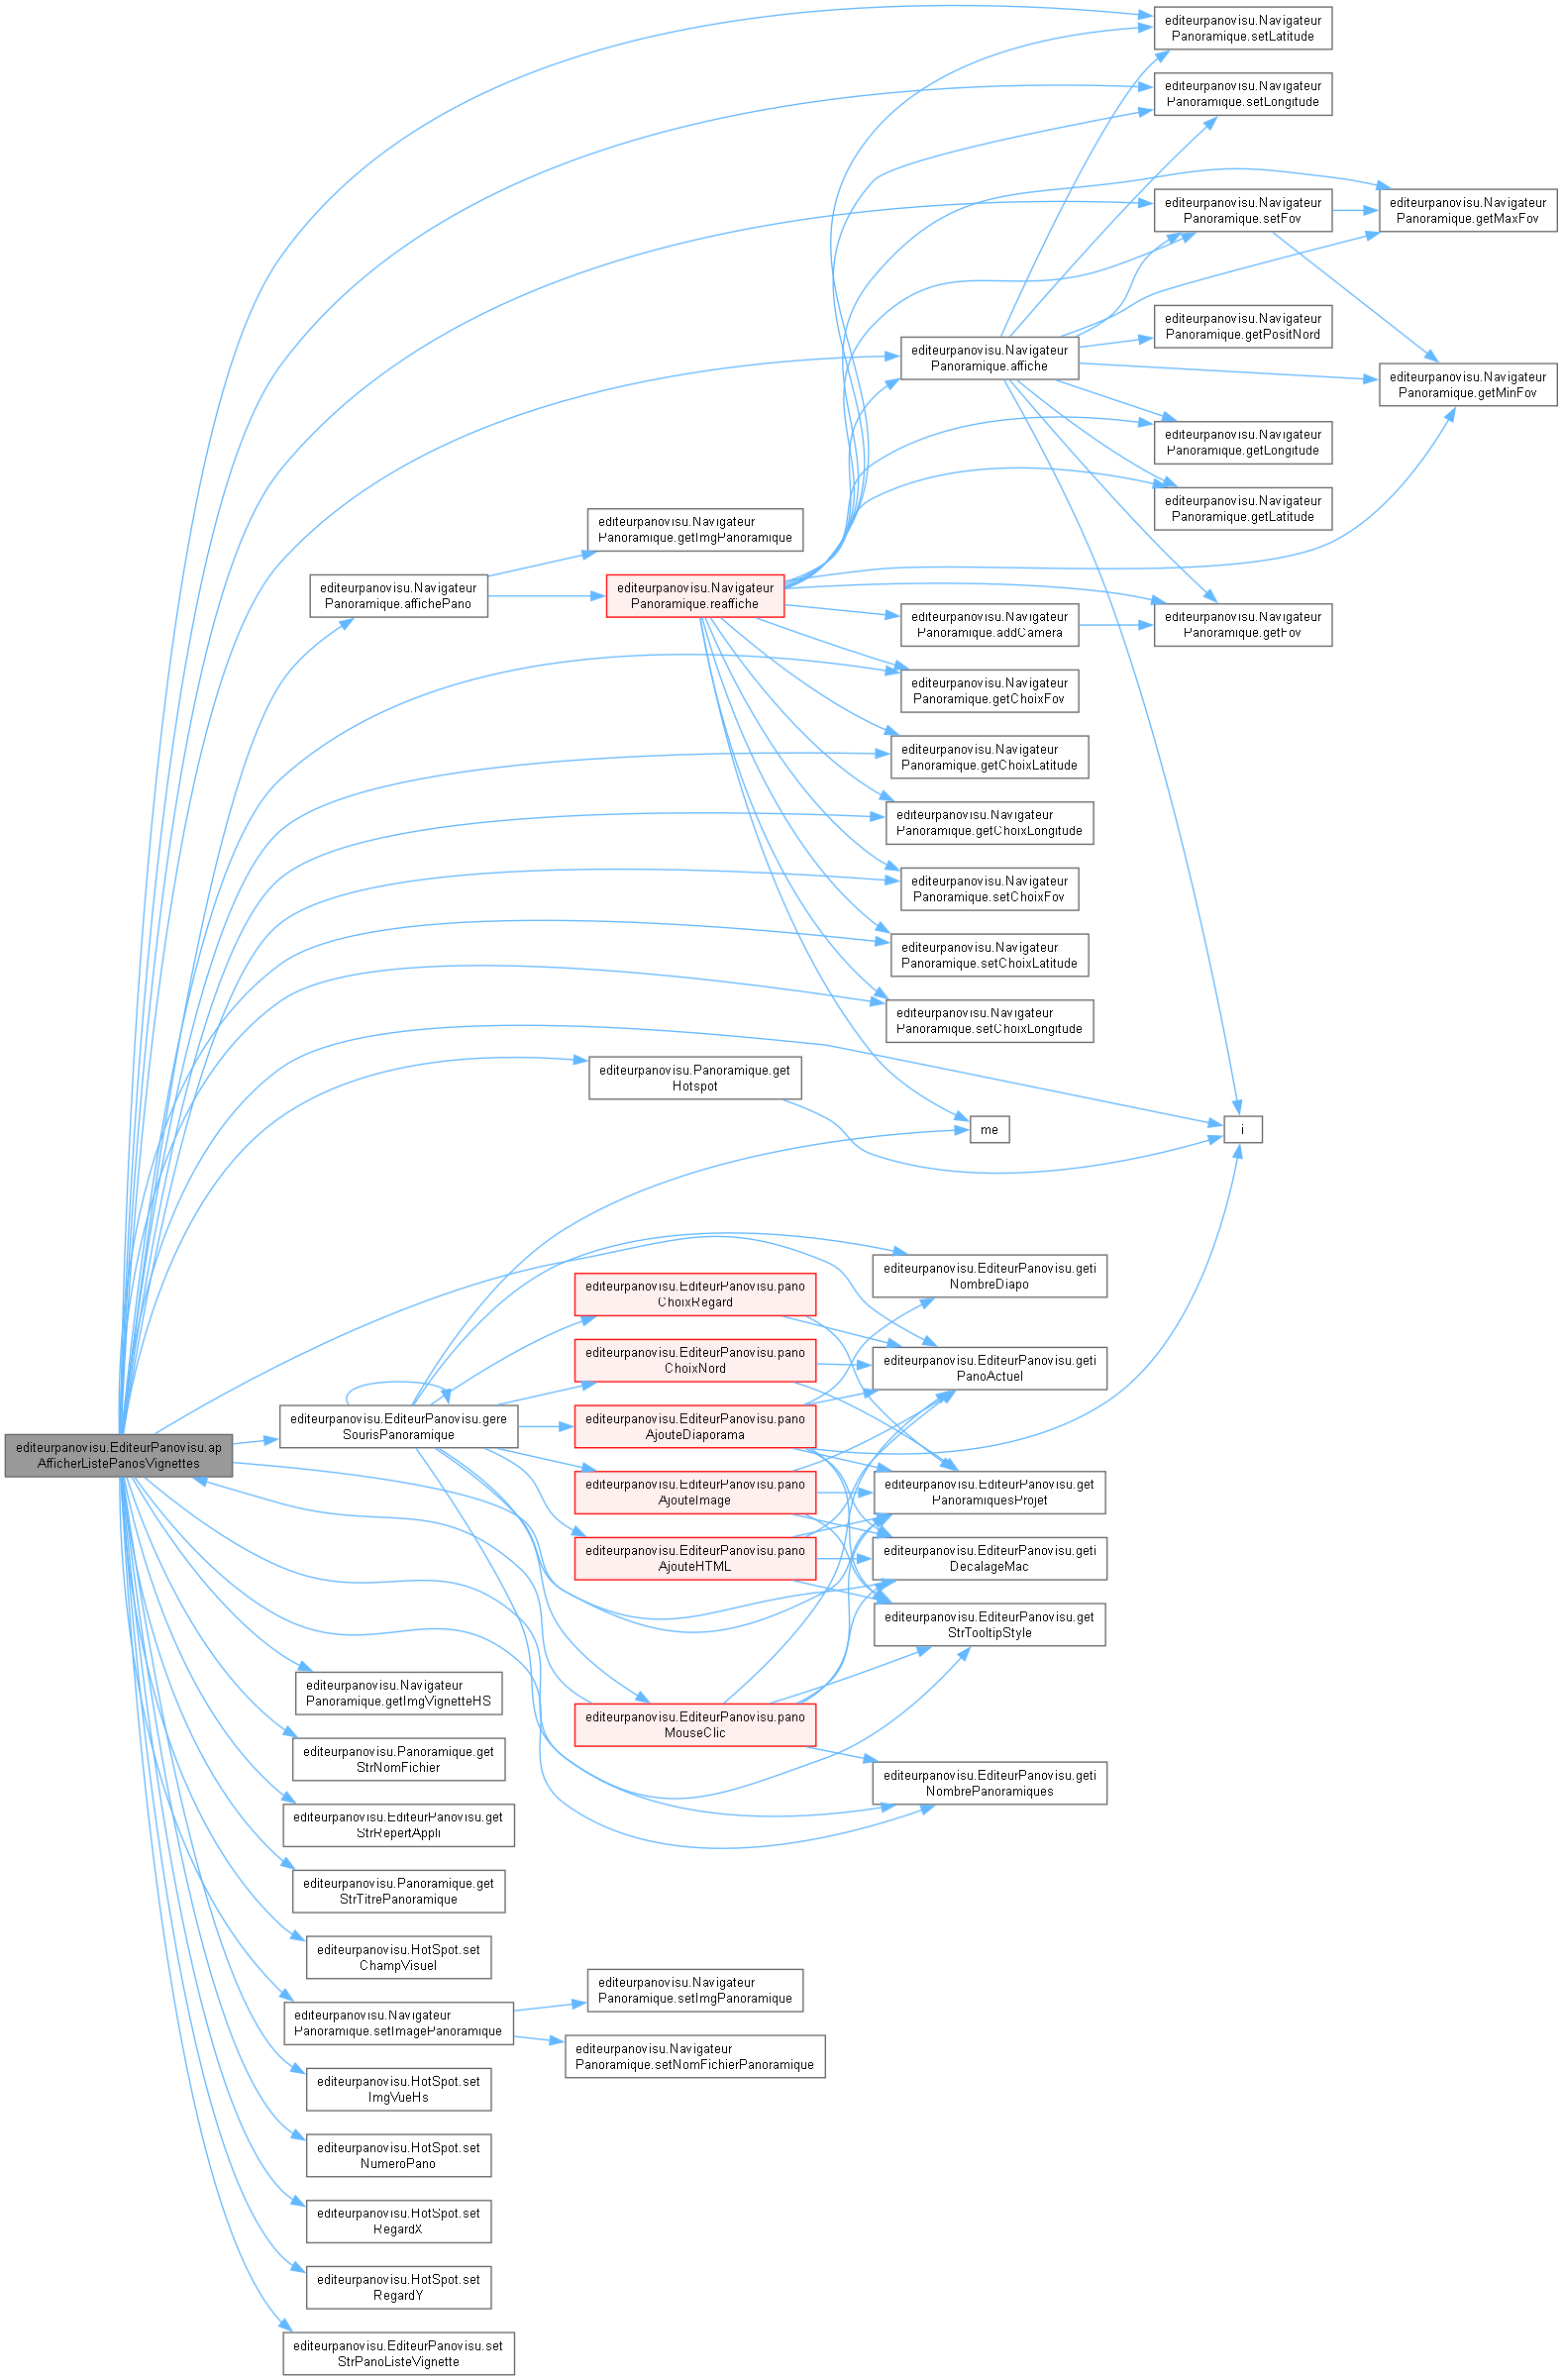 editeurpanovisu.Navigateur
Panoramique.setLatitude
editeurpanovisu.Navigateur
Panoramique.setLongitude
editeurpanovisu.Navigateur
Panoramique.setFov
editeurpanovisu.Navigateur
Panoramique.getMaxFov
editeurpanovisu.Navigateur
Panoramique.getPositNord
editeurpanovisu.Navigateur
Panoramique.affiche
editeurpanovisu.Navigateur
Panoramique.getMinFov
editeurpanovisu.Navigateur
Panoramique.getLongitude
editeurpanovisu.Navigateur
Panoramique.getLatitude
editeurpanovisu.Navigateur
Panoramique.getImgPanoramique
editeurpanovisu.Navigateur
Panoramique.affichePano
editeurpanovisu.Navigateur
Panoramique.reaffiche
editeurpanovisu.Navigateur
Panoramique.addCamera
editeurpanovisu.Navigateur
Panoramique.getFov
editeurpanovisu.Navigateur
Panoramique.getChoixFov
editeurpanovisu.Navigateur
Panoramique.getChoixLatitude
editeurpanovisu.Navigateur
Panoramique.getChoixLongitude
editeurpanovisu.Navigateur
Panoramique.setChoixFov
editeurpanovisu.Navigateur
Panoramique.setChoixLatitude
editeurpanovisu.Navigateur
Panoramique.setChoixLongitude
editeurpanovisu.Panoramique.get
Hotspot
me
i
editeurpanovisu.EditeurPanovisu.geti
NombreDiapo
editeurpanovisu.EditeurPanovisu.pano
ChoixRegard
editeurpanovisu.EditeurPanovisu.pano
ChoixNord
editeurpanovisu.EditeurPanovisu.geti
PanoActuel
editeurpanovisu.EditeurPanovisu.gere
SourisPanoramique
editeurpanovisu.EditeurPanovisu.pano
AjouteDiaporama
editeurpanovisu.EditeurPanovisu.ap
AfficherListePanosVignettes
editeurpanovisu.EditeurPanovisu.pano
AjouteImage
editeurpanovisu.EditeurPanovisu.get
PanoramiquesProjet
editeurpanovisu.EditeurPanovisu.pano
AjouteHTML
editeurpanovisu.EditeurPanovisu.geti
DecalageMac
editeurpanovisu.EditeurPanovisu.get
StrTooltipStyle
editeurpanovisu.Navigateur
Panoramique.getImgVignetteHS
editeurpanovisu.EditeurPanovisu.pano
MouseClic
editeurpanovisu.Panoramique.get
StrNomFichier
editeurpanovisu.EditeurPanovisu.geti
NombrePanoramiques
editeurpanovisu.EditeurPanovisu.get
StrRepertAppli
editeurpanovisu.Panoramique.get
StrTitrePanoramique
editeurpanovisu.HotSpot.set
ChampVisuel
editeurpanovisu.Navigateur
Panoramique.setImgPanoramique
editeurpanovisu.Navigateur
Panoramique.setImagePanoramique
editeurpanovisu.Navigateur
Panoramique.setNomFichierPanoramique
editeurpanovisu.HotSpot.set
ImgVueHs
editeurpanovisu.HotSpot.set
NumeroPano
editeurpanovisu.HotSpot.set
RegardX
editeurpanovisu.HotSpot.set
RegardY
editeurpanovisu.EditeurPanovisu.set
StrPanoListeVignette